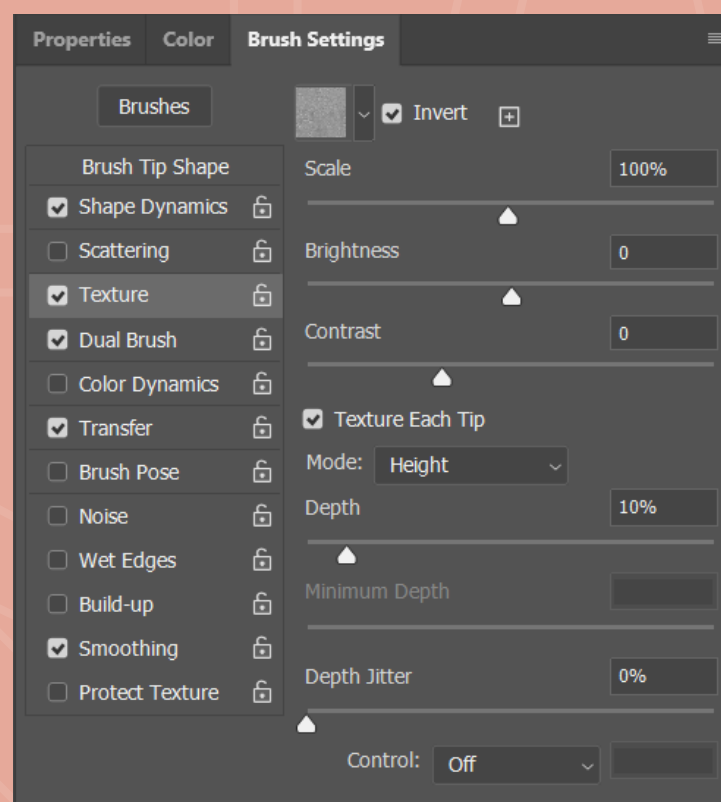 Properties Color Brush Settings
Brushes
Invert
Brush Tip Shape
Shape Dynamics
Scattering
Texture
Dual Brush
Color Dynamics
Transfer
Brush Pose
Noise
Wet Edges
Build-up
Smoothing
Protect Texture
Scale 100%
Brightness 0
Contrast 0
Texture Each Tip
Mode: Height
Depth 10%
Minimum Depth
Depth Jitter 0%
Control: Off